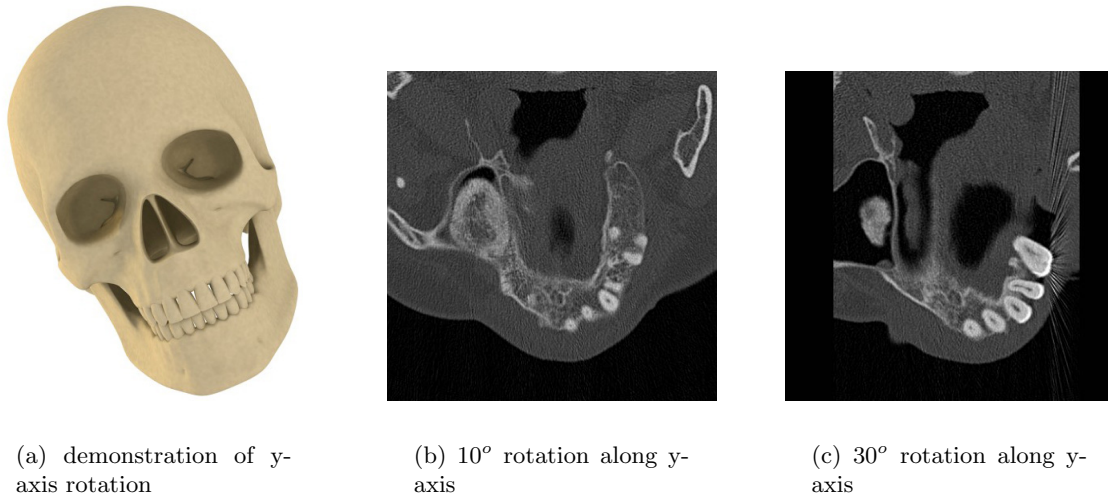 (a) demonstration of y-
axis rotation
(b) 10° rotation along y-
axis
(c) 30° rotation along y-
axis